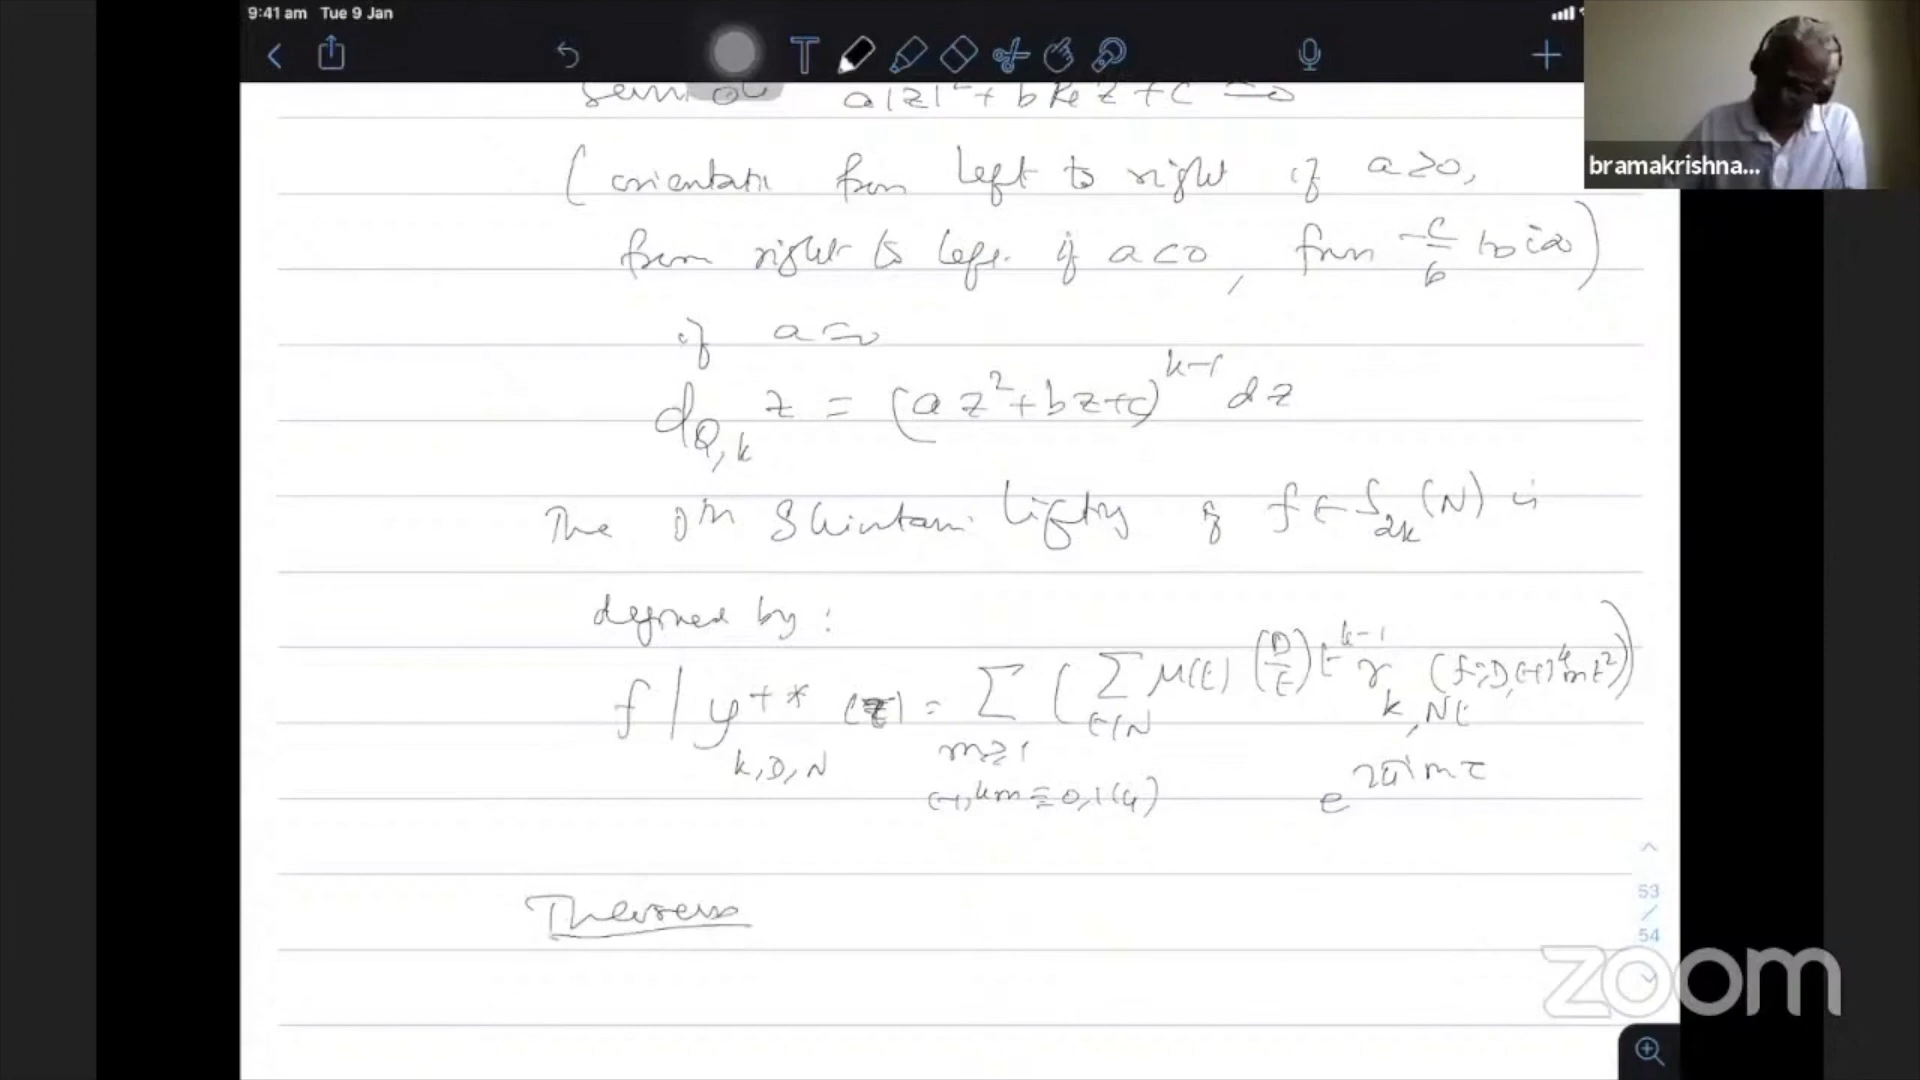 9:41 am Tue 9 Jan
a|z|² + b Re z + c = 0
(orientatn from left to right if a>0,
from right to left if a<0, from -c/b to i∞)
if a=0
d_{Q,k} z = (az²+bz+c)^{k-1} dz
The Dth Shintani lifting of f ∈ S_{2k}(N) is
defined by:
f | φ^{+*}_{k,D,N} (τ) = Σ_{m≥1, (-1)^k m ≡ 0,1(4)} ( Σ_{t|N} μ(t) (D/t) t^{k-1} r_{k,Nt} (f; D, (-1)^k m t²) ) e^{2πimτ}
Theorem
bramakrishna...
53
/
54
zoom